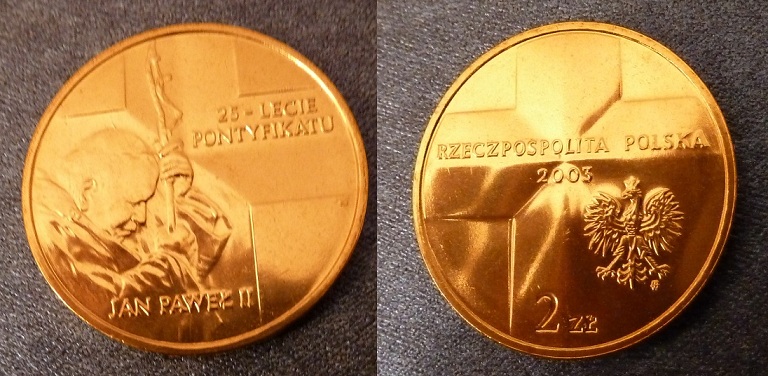 25-LECIE
PONTYFIKATU
JAN PAWEŁ II
RZECZPOSPOLITA POLSKA
2003
2 ZŁ